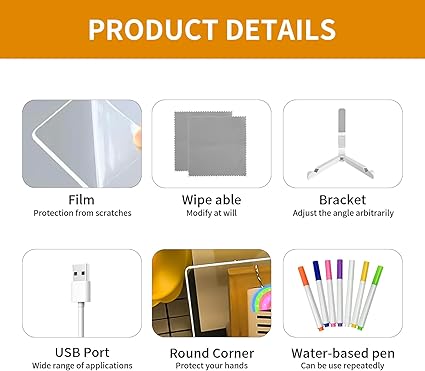 PRODUCT DETAILS
Film
Protection from scratches
Wipe able
Modify at will
Bracket
Adjust the angle arbitrarily
USB Port
Wide range of applications
Round Corner
Protect your hands
Water-based pen
Can be use repeatedly